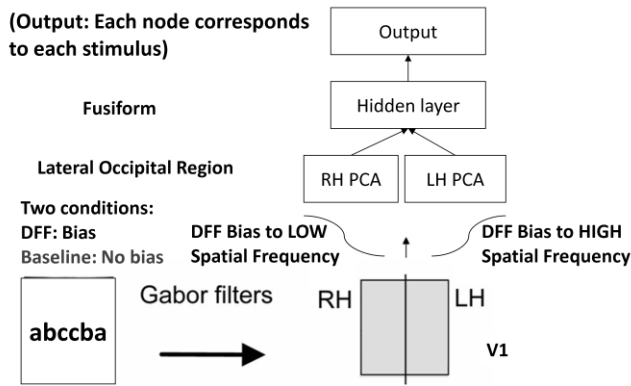 (Output: Each node corresponds
to each stimulus)
Output
Fusiform
Hidden layer
Lateral Occipital Region
RH PCA
LH PCA
Two conditions:
DFF: Bias
Baseline: No bias
DFF Bias to LOW
Spatial Frequency
DFF Bias to HIGH
Spatial Frequency
abccba
Gabor filters
RH
LH
V1